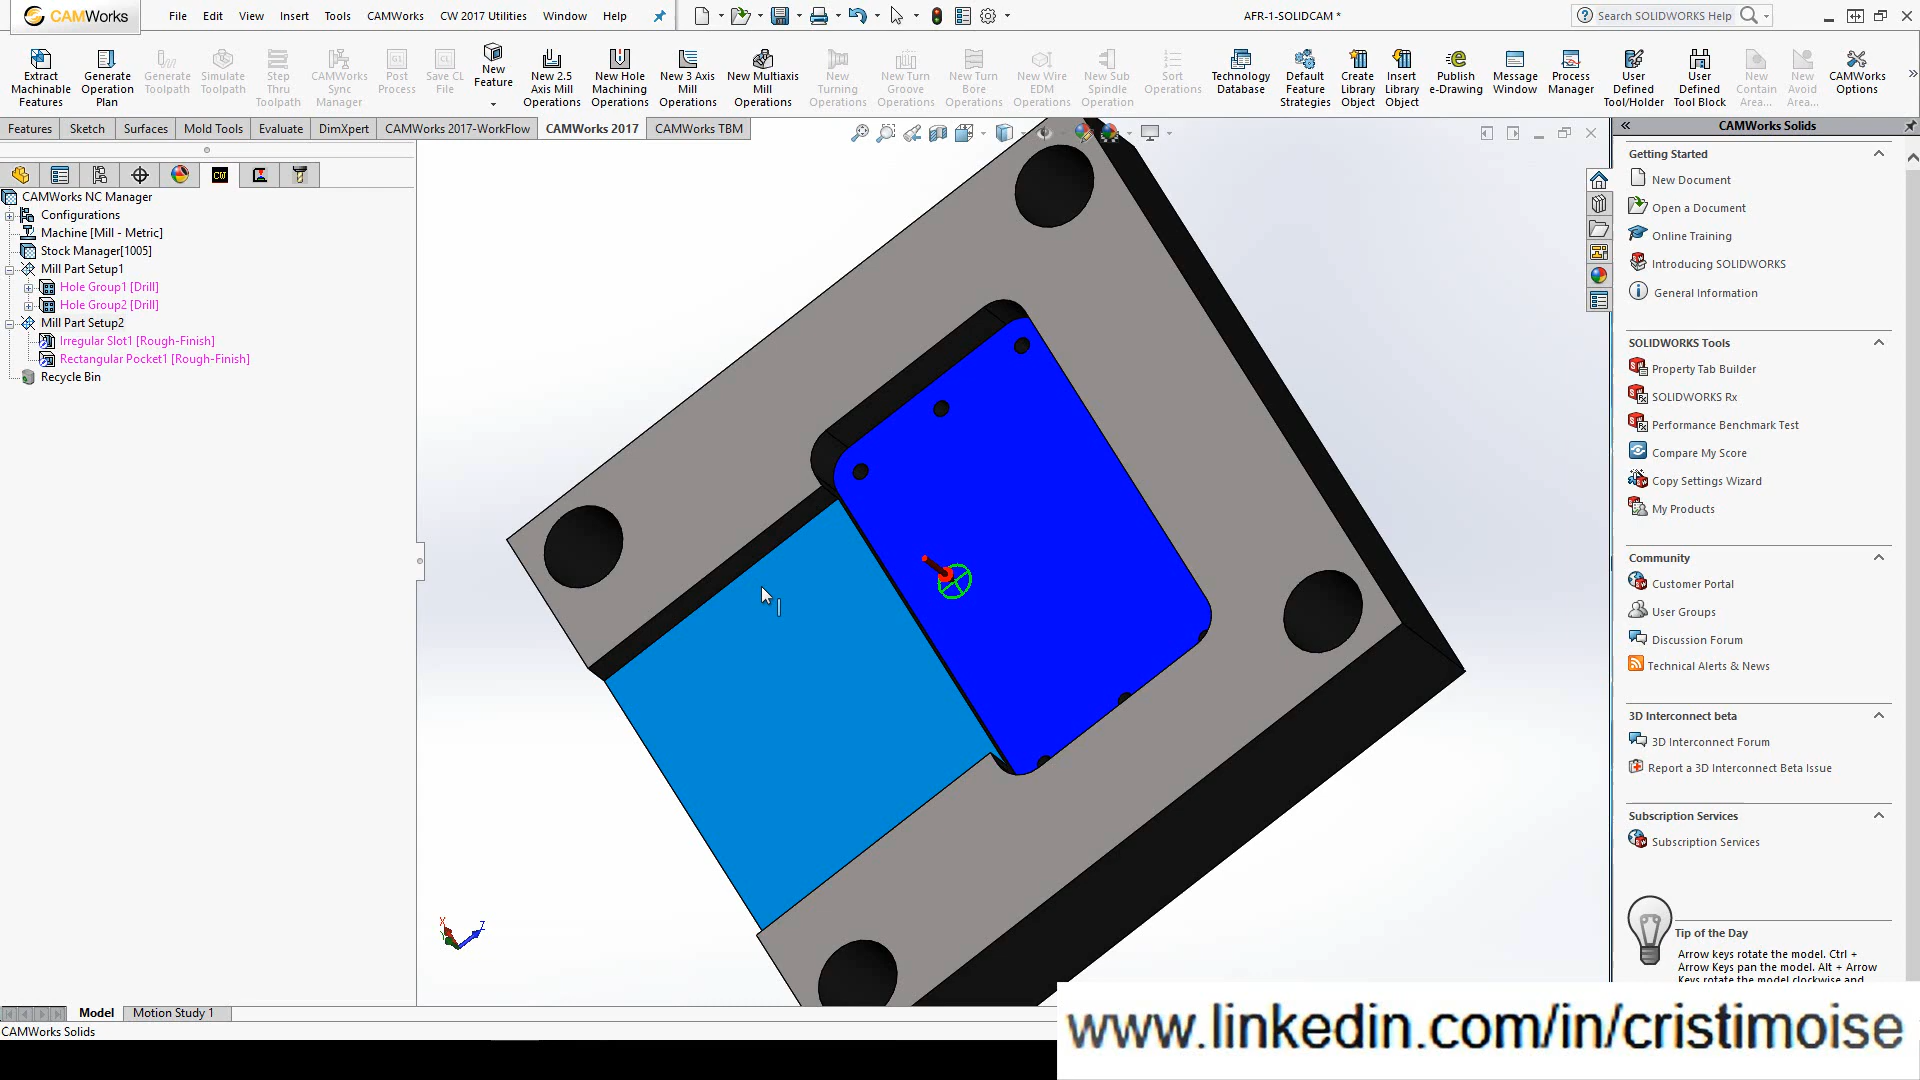 CAMWorks File Edit View Insert Tools CAMWorks CW 2017 Utilities Window Help AFR-1-SOLIDCAM * Search SOLIDWORKS Help
Extract Machinable Features
Generate Operation Plan
Generate Toolpath
Simulate Toolpath
Step Thru Toolpath
CAMWorks Sync Manager
Post Process
Save CL File
New Feature
New 2.5 Axis Mill Operations
New Hole Machining Operations
New 3 Axis Mill Operations
New Multiaxis Mill Operations
New Turning Operations
New Turn Groove Operations
New Turn Bore Operations
New Wire EDM Operations
New Sub Spindle Operation
Sort Operations
Technology Database
Default Feature Strategies
Create Library Object
Insert Library Object
Publish e-Drawing
Message Window
Process Manager
User Defined Tool/Holder
User Defined Tool Block
New Contain Area...
New Avoid Area...
CAMWorks Options
Features Sketch Surfaces Mold Tools Evaluate DimXpert CAMWorks 2017-WorkFlow CAMWorks 2017 CAMWorks TBM
CAMWorks NC Manager
Configurations
Machine [Mill - Metric]
Stock Manager[1005]
Mill Part Setup1
Hole Group1 [Drill]
Hole Group2 [Drill]
Mill Part Setup2
Irregular Slot1 [Rough-Finish]
Rectangular Pocket1 [Rough-Finish]
Recycle Bin
X
Z
CAMWorks Solids
Getting Started
New Document
Open a Document
Online Training
Introducing SOLIDWORKS
General Information
SOLIDWORKS Tools
Property Tab Builder
SOLIDWORKS Rx
Performance Benchmark Test
Compare My Score
Copy Settings Wizard
My Products
Community
Customer Portal
User Groups
Discussion Forum
Technical Alerts & News
3D Interconnect beta
3D Interconnect Forum
Report a 3D Interconnect Beta Issue
Subscription Services
Subscription Services
Tip of the Day
Arrow keys rotate the model. Ctrl +
Arrow Keys pan the model. Alt + Arrow
Keys rotate the model clockwise and
Model Motion Study 1
CAMWorks Solids
www.linkedin.com/in/cristimoise